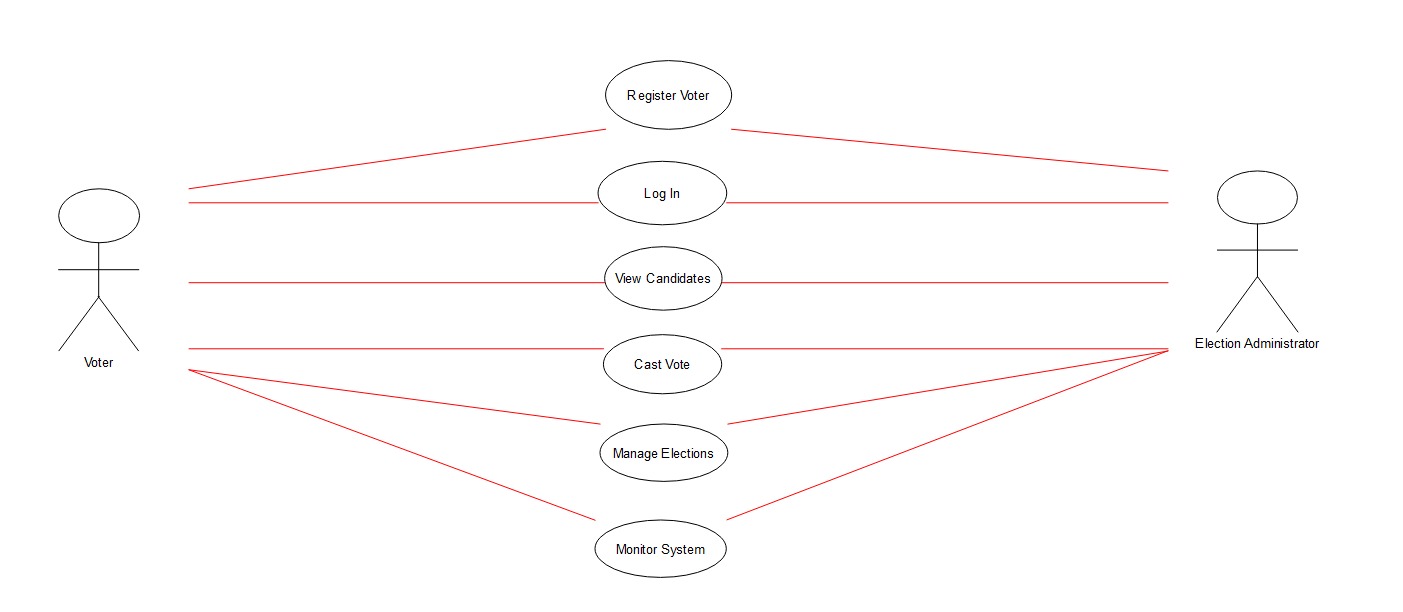 Register Voter
Log In
View Candidates
Election Administrator
Voter
Cast Vote
Manage Elections
Monitor System